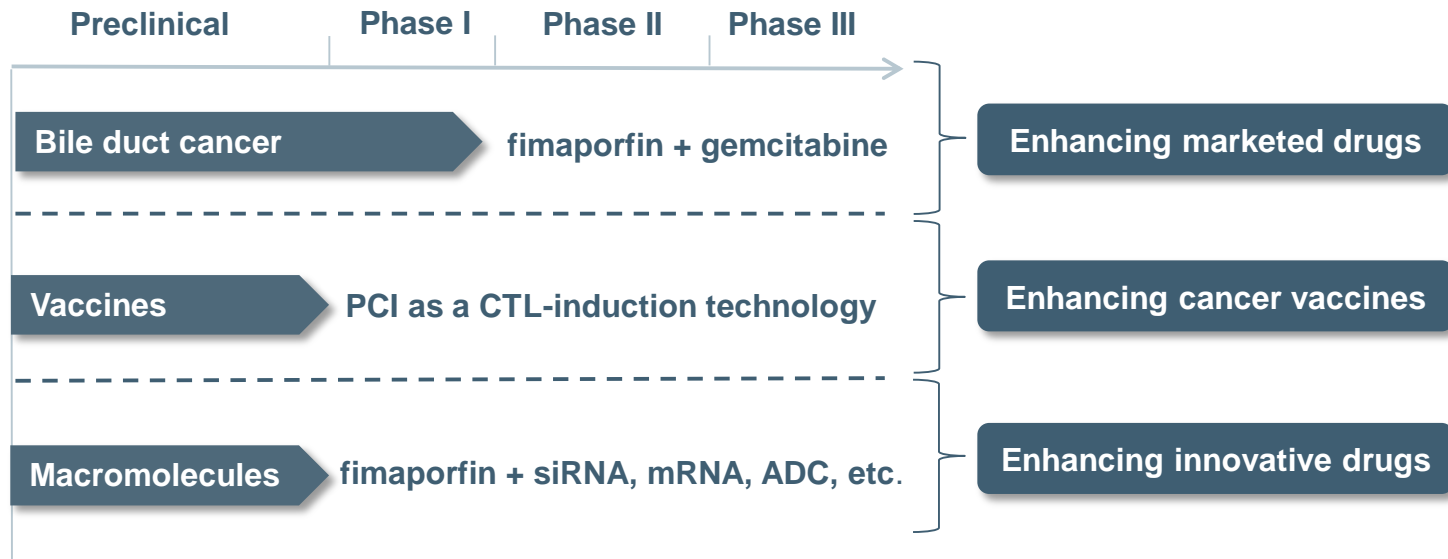 Preclinical Phase I Phase II Phase III
Bile duct cancer fimaporfin + gemcitabine Enhancing marketed drugs
Vaccines PCI as a CTL-induction technology Enhancing cancer vaccines
Macromolecules fimaporfin + siRNA, mRNA, ADC, etc. Enhancing innovative drugs